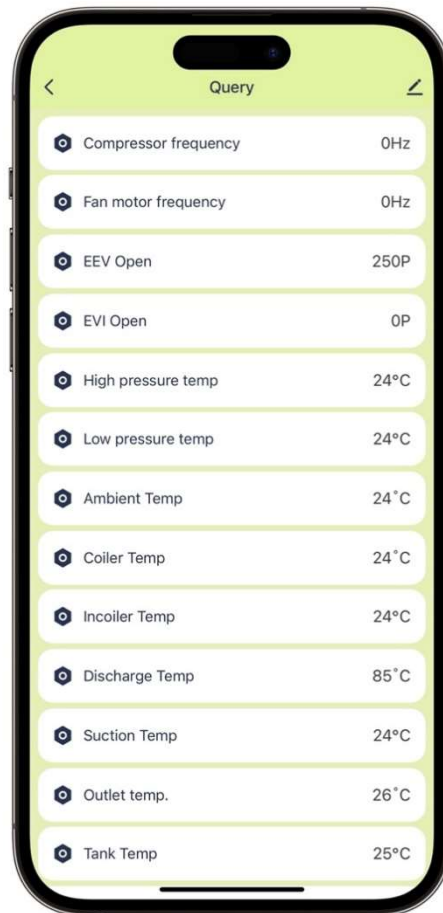 Query
Compressor frequency 0Hz
Fan motor frequency 0Hz
EEV Open 250P
EVI Open 0P
High pressure temp 24°C
Low pressure temp 24°C
Ambient Temp 24˚C
Coiler Temp 24˚C
Incoiler Temp 24°C
Discharge Temp 85˚C
Suction Temp 24°C
Outlet temp. 26˚C
Tank Temp 25°C